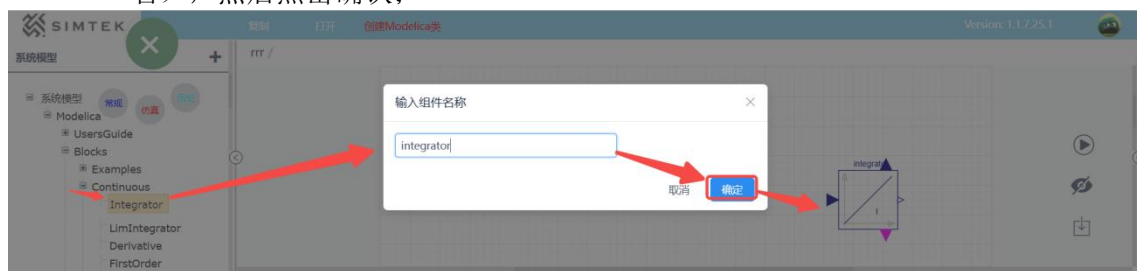 SIMTEK
复制 打开 创建Modelica类 Version: 1.1.7.25.1
系统模型 + rrr /
系统模型
常规 仿真
Modelica
UsersGuide
Blocks
Examples
Continuous
Integrator
LimIntegrator
Derivative
FirstOrder
输入组件名称
integrator
取消 确定
integrat
I